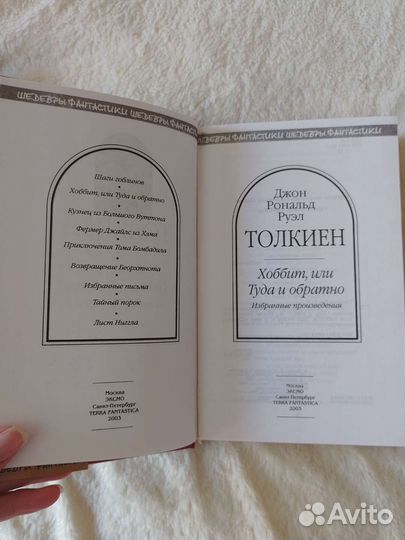 ШЕДЕВРЫ ФАНТАСТИКИ ШЕДЕВРЫ ФАНТАСТИКИ
Шаги гоблинов
•
Хоббит, или Туда и обратно
•
Кузнец из Большого Вуттона
•
Фермер Джайлс из Хэма
•
Приключения Тома Бомбадила
•
Возвращение Беорхтнота
•
Избранные письма
•
Тайный порок
•
Лист Ниггла
Москва
ЭКСМО
Санкт-Петербург
TERRA FANTASTICA
2003
ШЕДЕВРЫ ФАНТАСТИКИ ШЕДЕВРЫ ФАНТАСТИКИ
Джон
Рональд
Руэл
ТОЛКИЕН
Хоббит, или
Туда и обратно
Избранные произведения
Москва
ЭКСМО
Санкт-Петербург
TERRA FANTASTICA
2003
Avito